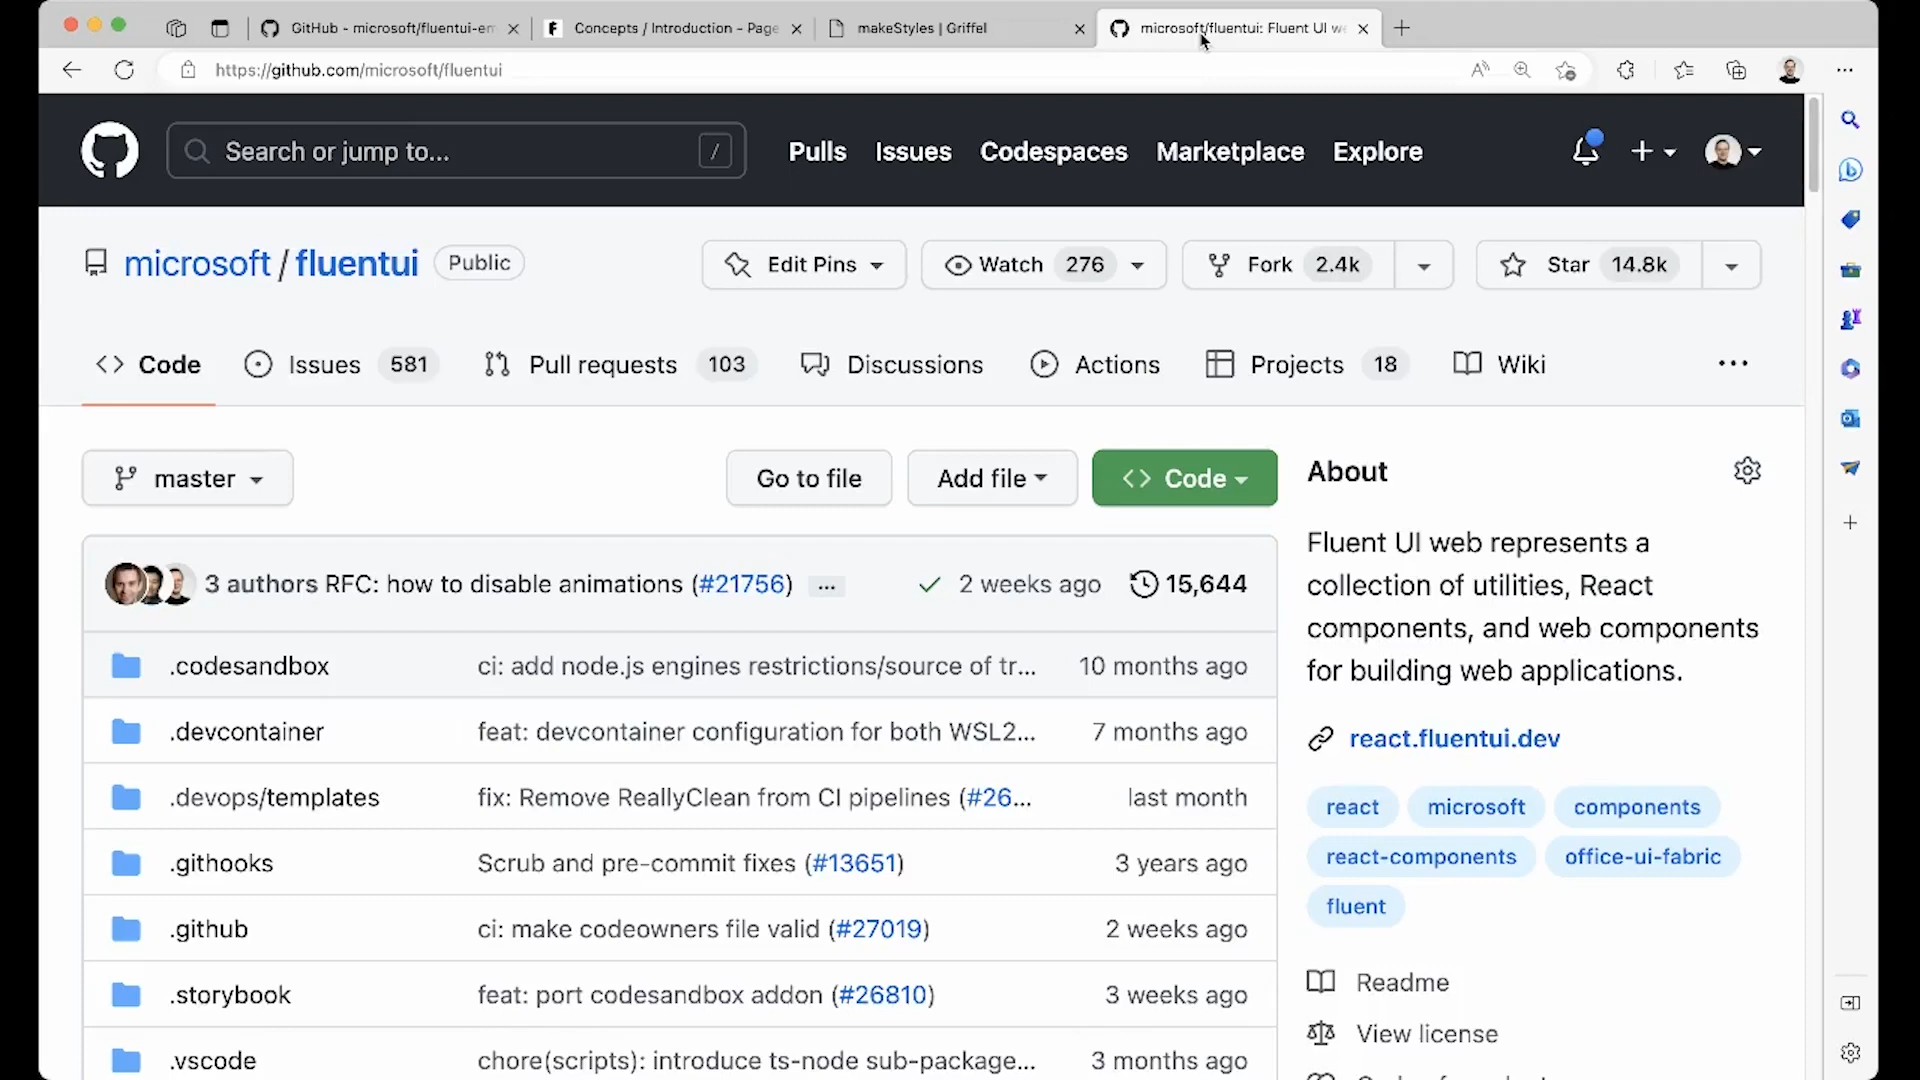 GitHub - microsoft/fluentui-em
Concepts / Introduction - Page
makeStyles | Griffel
microsoft/fluentui: Fluent UI we
https://github.com/microsoft/fluentui
Search or jump to...
/
Pulls
Issues
Codespaces
Marketplace
Explore
microsoft / fluentui
Public
Edit Pins
Watch 276
Fork 2.4k
Star 14.8k
Code
Issues 581
Pull requests 103
Discussions
Actions
Projects 18
Wiki
master
Go to file
Add file
Code
3 authors RFC: how to disable animations (#21756) ...
2 weeks ago
15,644
.codesandbox ci: add node.js engines restrictions/source of tr... 10 months ago
.devcontainer feat: devcontainer configuration for both WSL2... 7 months ago
.devops/templates fix: Remove ReallyClean from CI pipelines (#26... last month
.githooks Scrub and pre-commit fixes (#13651) 3 years ago
.github ci: make codeowners file valid (#27019) 2 weeks ago
.storybook feat: port codesandbox addon (#26810) 3 weeks ago
.vscode chore(scripts): introduce ts-node sub-package... 3 months ago
About
Fluent UI web represents a
collection of utilities, React
components, and web components
for building web applications.
react.fluentui.dev
react microsoft components
react-components office-ui-fabric
fluent
Readme
View license